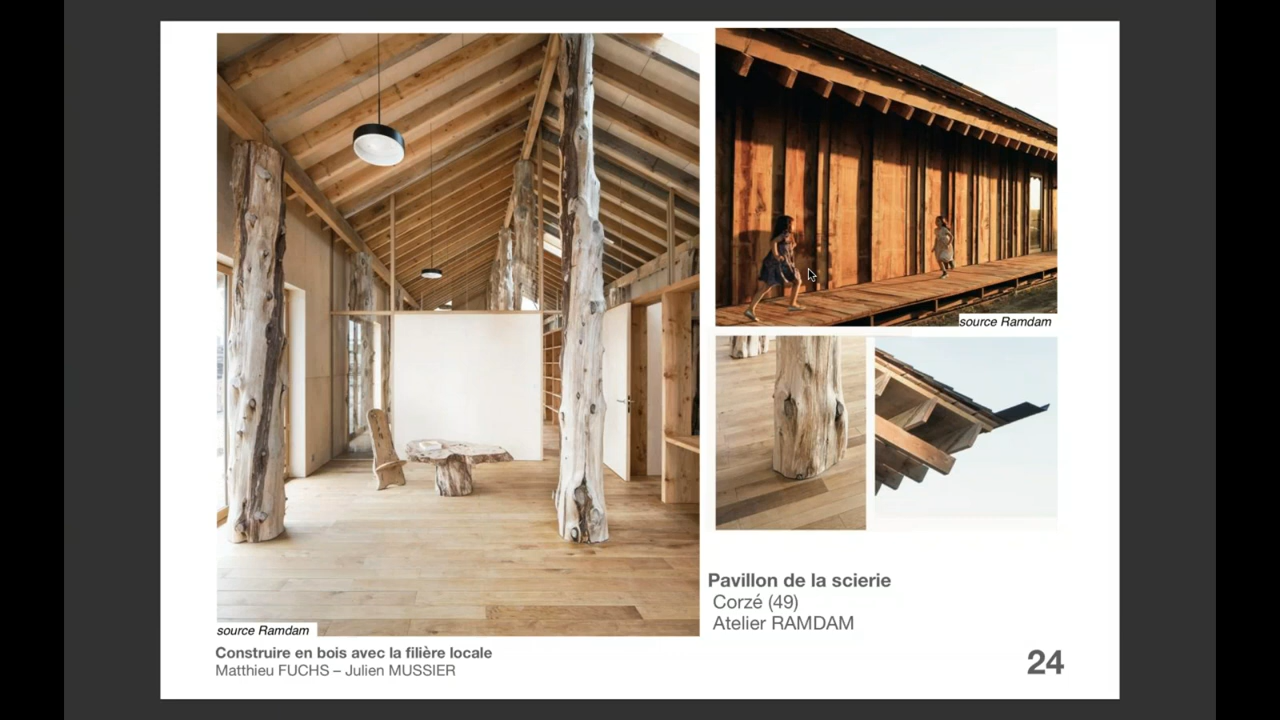 source Ramdam
source Ramdam
Pavillon de la scierie
Corzé (49)
Atelier RAMDAM
Construire en bois avec la filière locale
Matthieu FUCHS – Julien MUSSIER
24